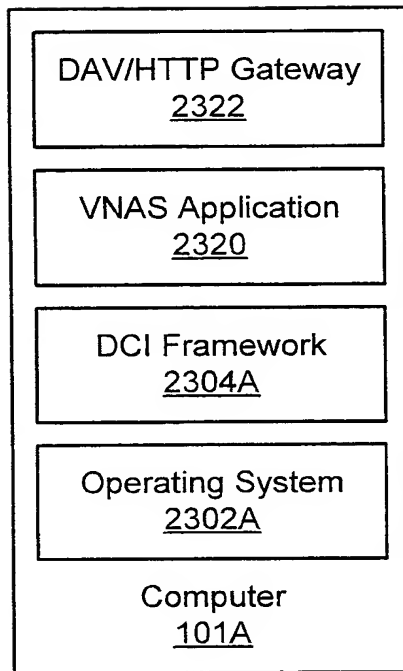 DAV/HTTP Gateway
2322
VNAS Application
2320
DCI Framework
2304A
Operating System
2302A
Computer
101A